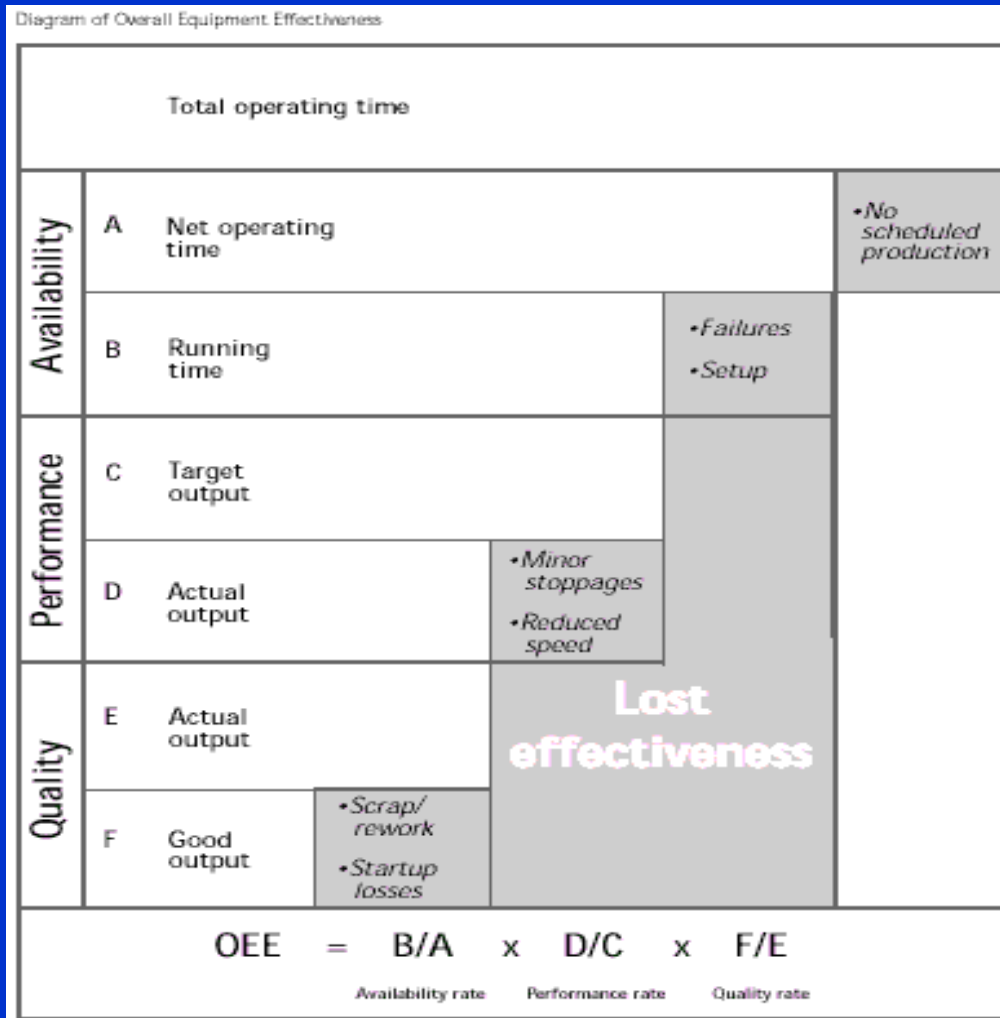 Diagram of Overall Equipment Effectiveness
Total operating time
Availability
A
Net operating
time
•No
scheduled
production
B
Running
time
•Failures
•Setup
Performance
C
Target
output
D
Actual
output
•Minor
stoppages
•Reduced
speed
Quality
E
Actual
output
Lost
effectiveness
F
Good
output
•Scrap/
rework
•Startup
losses
OEE = B/A x D/C x F/E
Availability rate Performance rate Quality rate